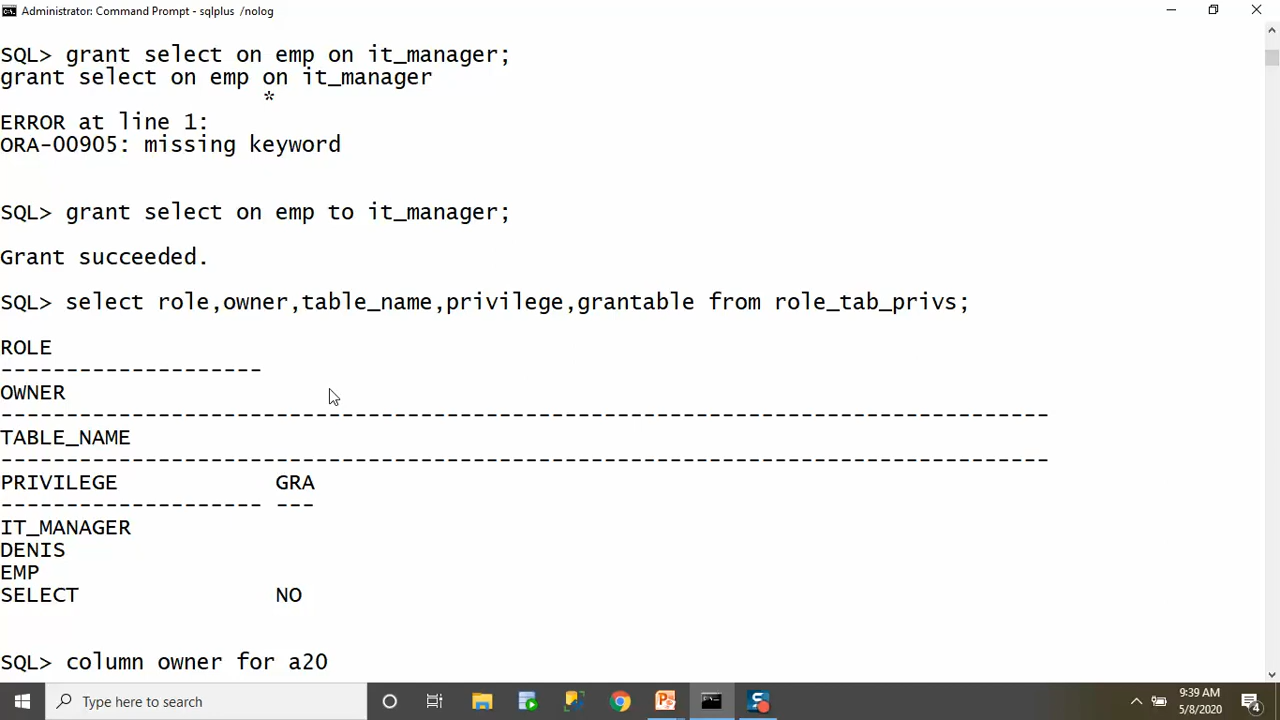 Administrator: Command Prompt - sqlplus /nolog
SQL> grant select on emp on it_manager;
grant select on emp on it_manager
*
ERROR at line 1:
ORA-00905: missing keyword
SQL> grant select on emp to it_manager;
Grant succeeded.
SQL> select role,owner,table_name,privilege,grantable from role_tab_privs;
ROLE
--------------------
OWNER
--------------------------------------------------------------------------------
TABLE_NAME
--------------------------------------------------------------------------------
PRIVILEGE GRA
-------------------- ---
IT_MANAGER
DENIS
EMP
SELECT NO
SQL> column owner for a20
Type here to search
9:39 AM
5/8/2020
4